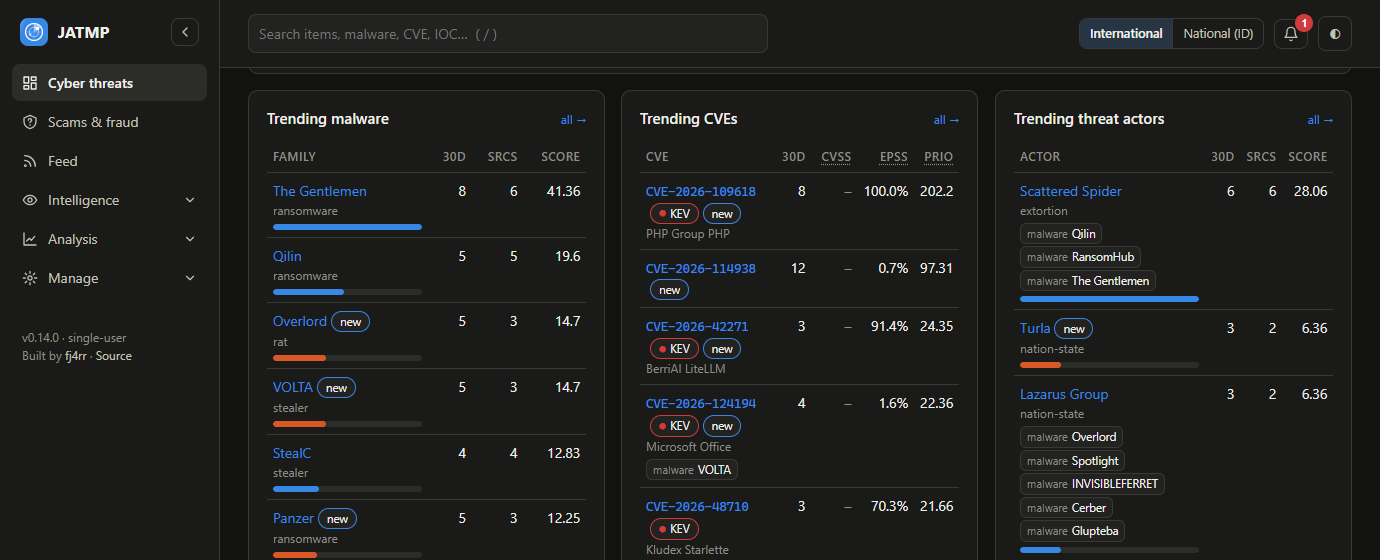 JATMP
Search items, malware, CVE, IOC... ( / )
International National (ID)
1
Cyber threats
Scams & fraud
Feed
Intelligence
Analysis
Manage
v0.14.0 · single-user
Built by fj4rr · Source
Trending malware all →
FAMILY 30D SRCS SCORE
The Gentlemen 8 6 41.36
ransomware
Qilin 5 5 19.6
ransomware
Overlord new 5 3 14.7
rat
VOLTA new 5 3 14.7
stealer
StealC 4 4 12.83
stealer
Panzer new 5 3 12.25
ransomware
Trending CVEs all →
CVE 30D CVSS EPSS PRIO
CVE-2026-109618 8 – 100.0% 202.2
KEV new
PHP Group PHP
CVE-2026-114938 12 – 0.7% 97.31
new
CVE-2026-42271 3 – 91.4% 24.35
KEV new
BerriAI LiteLLM
CVE-2026-124194 4 – 1.6% 22.36
KEV new
Microsoft Office
malware VOLTA
CVE-2026-48710 3 – 70.3% 21.66
KEV
Kludex Starlette
Trending threat actors all →
ACTOR 30D SRCS SCORE
Scattered Spider 6 6 28.06
extortion
malware Qilin
malware RansomHub
malware The Gentlemen
Turla new 3 2 6.36
nation-state
Lazarus Group 3 2 6.36
nation-state
malware Overlord
malware Spotlight
malware INVISIBLEFERRET
malware Cerber
malware Glupteba